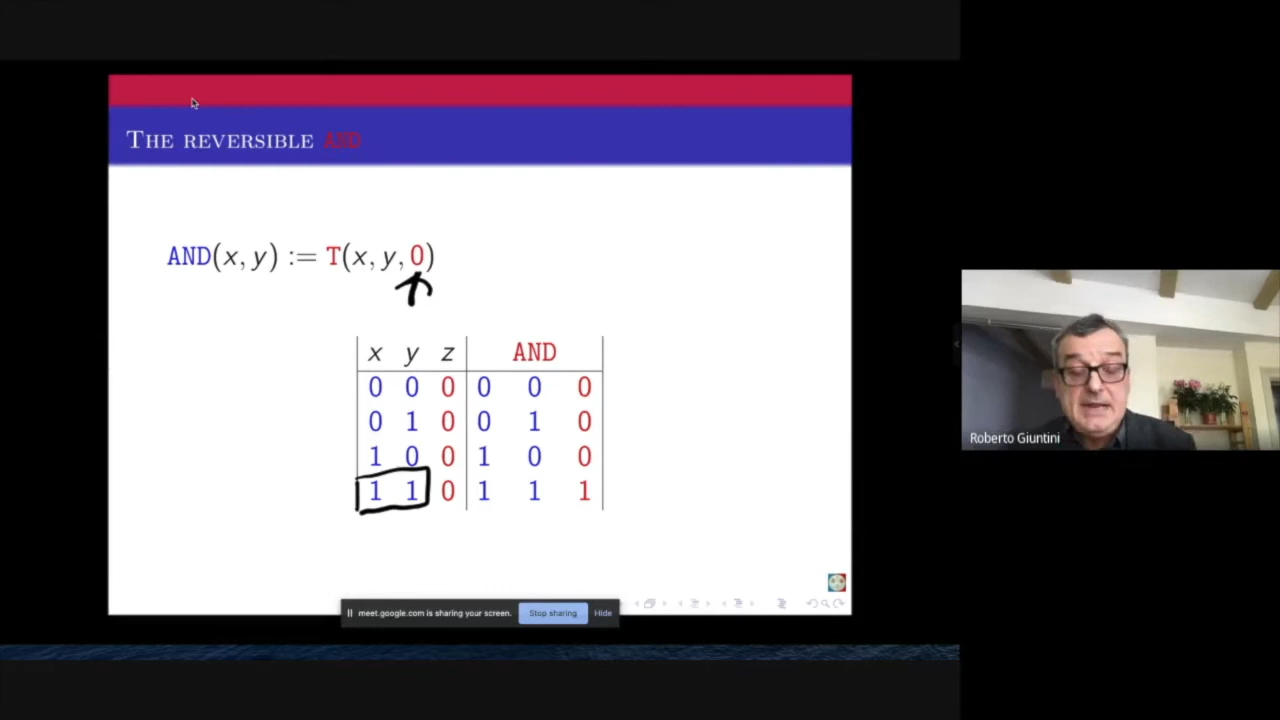 THE REVERSIBLE AND
AND(x, y) := T(x, y, 0)
x y z AND
0 0 0 0 0 0
0 1 0 0 1 0
1 0 0 1 0 0
1 1 0 1 1 1
meet.google.com is sharing your screen. Stop sharing Hide
Roberto Giuntini